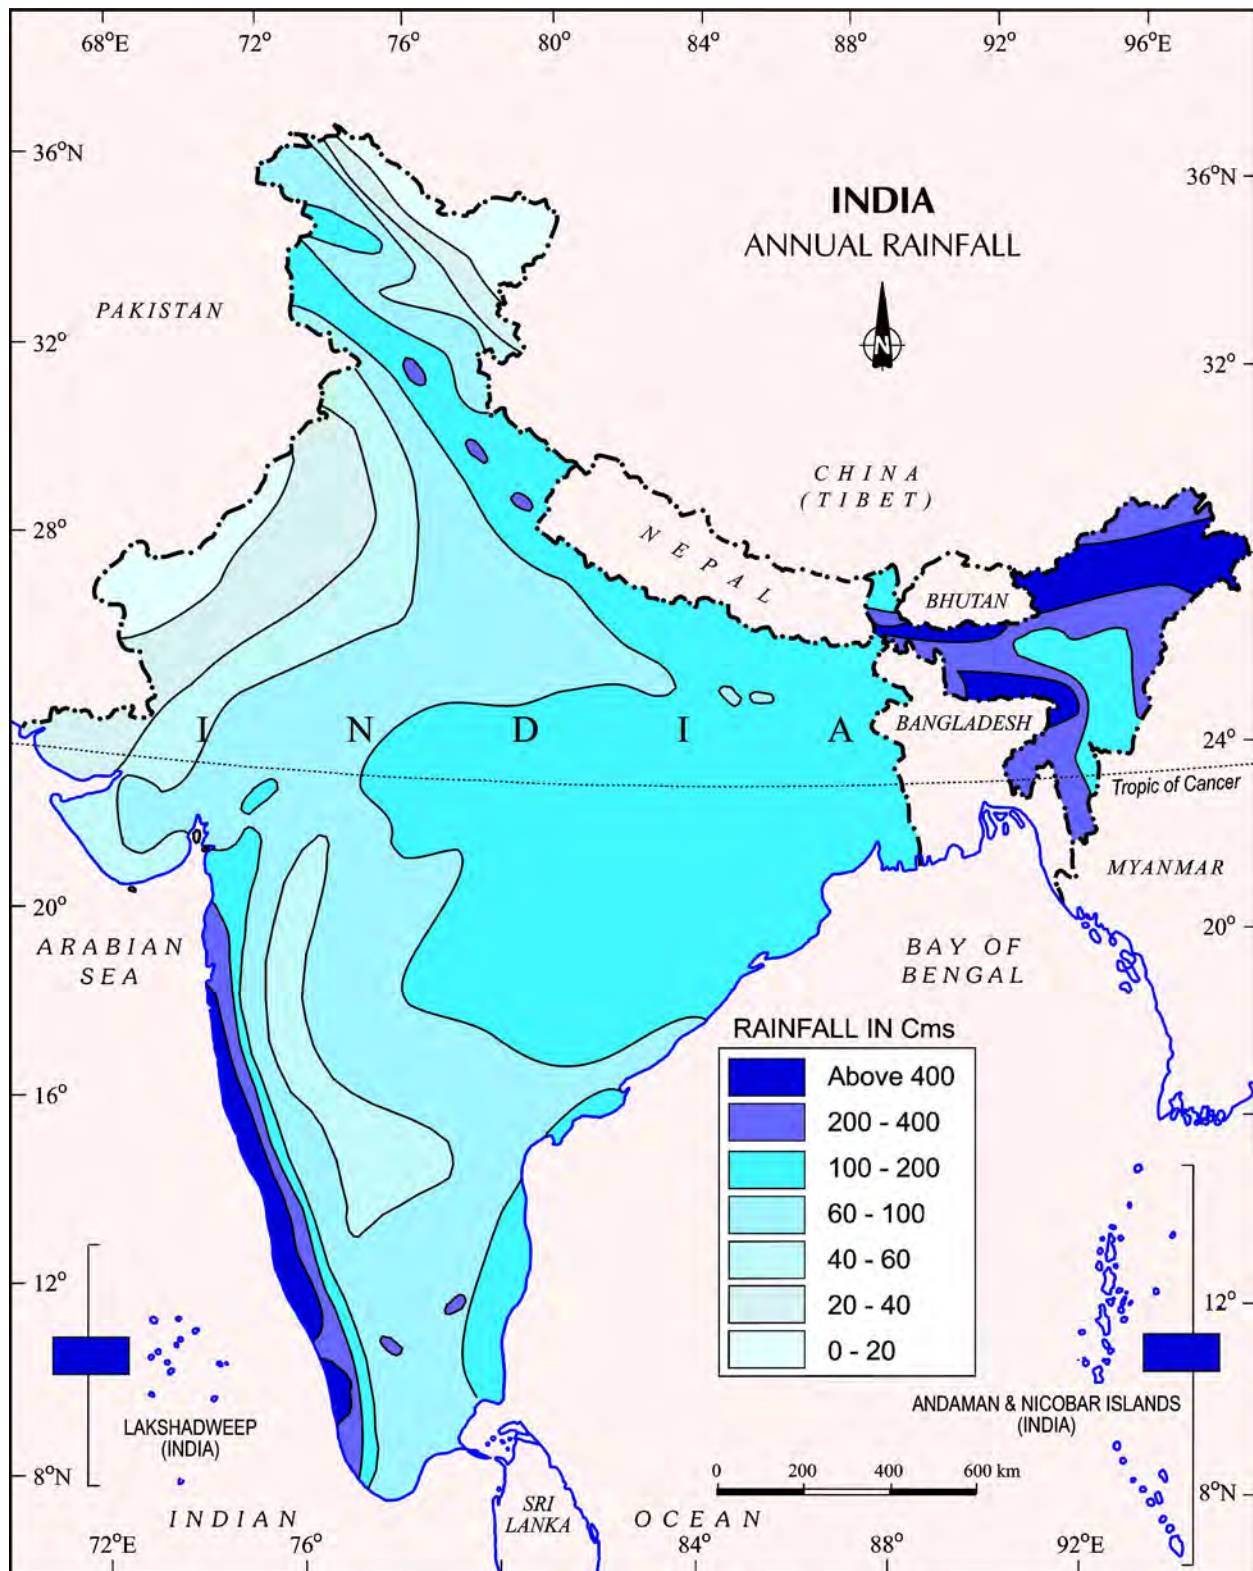 68°E 72° 76° 80° 84° 88° 92° 96°E
36°N
36°N
INDIA
ANNUAL RAINFALL
N
PAKISTAN
32°
32°
CHINA
(TIBET)
28°
28°
NEPAL
BHUTAN
I N D I A
BANGLADESH
24°
24°
Tropic of Cancer
MYANMAR
20°
20°
ARABIAN
SEA
BAY OF
BENGAL
RAINFALL IN Cms
Above 400
200 - 400
100 - 200
60 - 100
40 - 60
20 - 40
0 - 20
16°
16°
12°
12°
LAKSHADWEEP
(INDIA)
ANDAMAN & NICOBAR ISLANDS
(INDIA)
8°N
8°N
0 200 400 600 km
SRI
LANKA
INDIAN OCEAN
72°E 76° 84° 88° 92°E